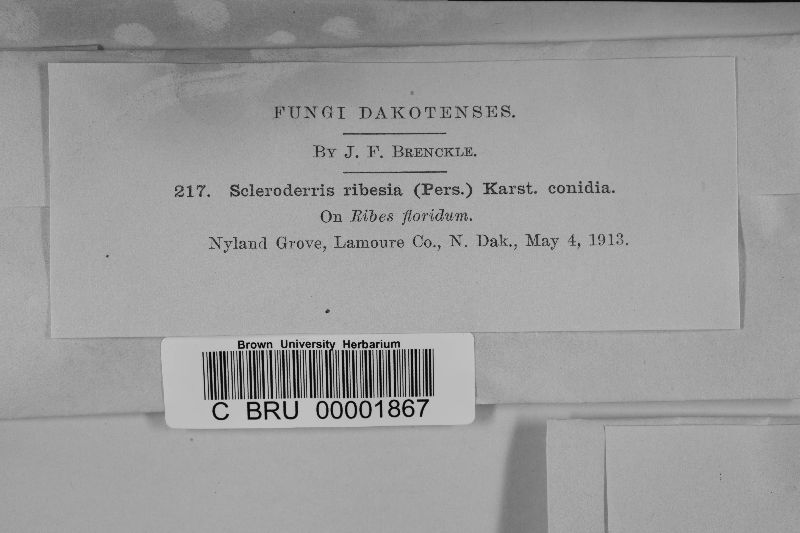 FUNGI DAKOTENSES.
BY J. F. BRENCKLE.
217. Scleroderris ribesia (Pers.) Karst. conidia.
On Ribes floridum.
Nyland Grove, Lamoure Co., N. Dak., May 4, 1913.
Brown University Herbarium
C BRU 00001867